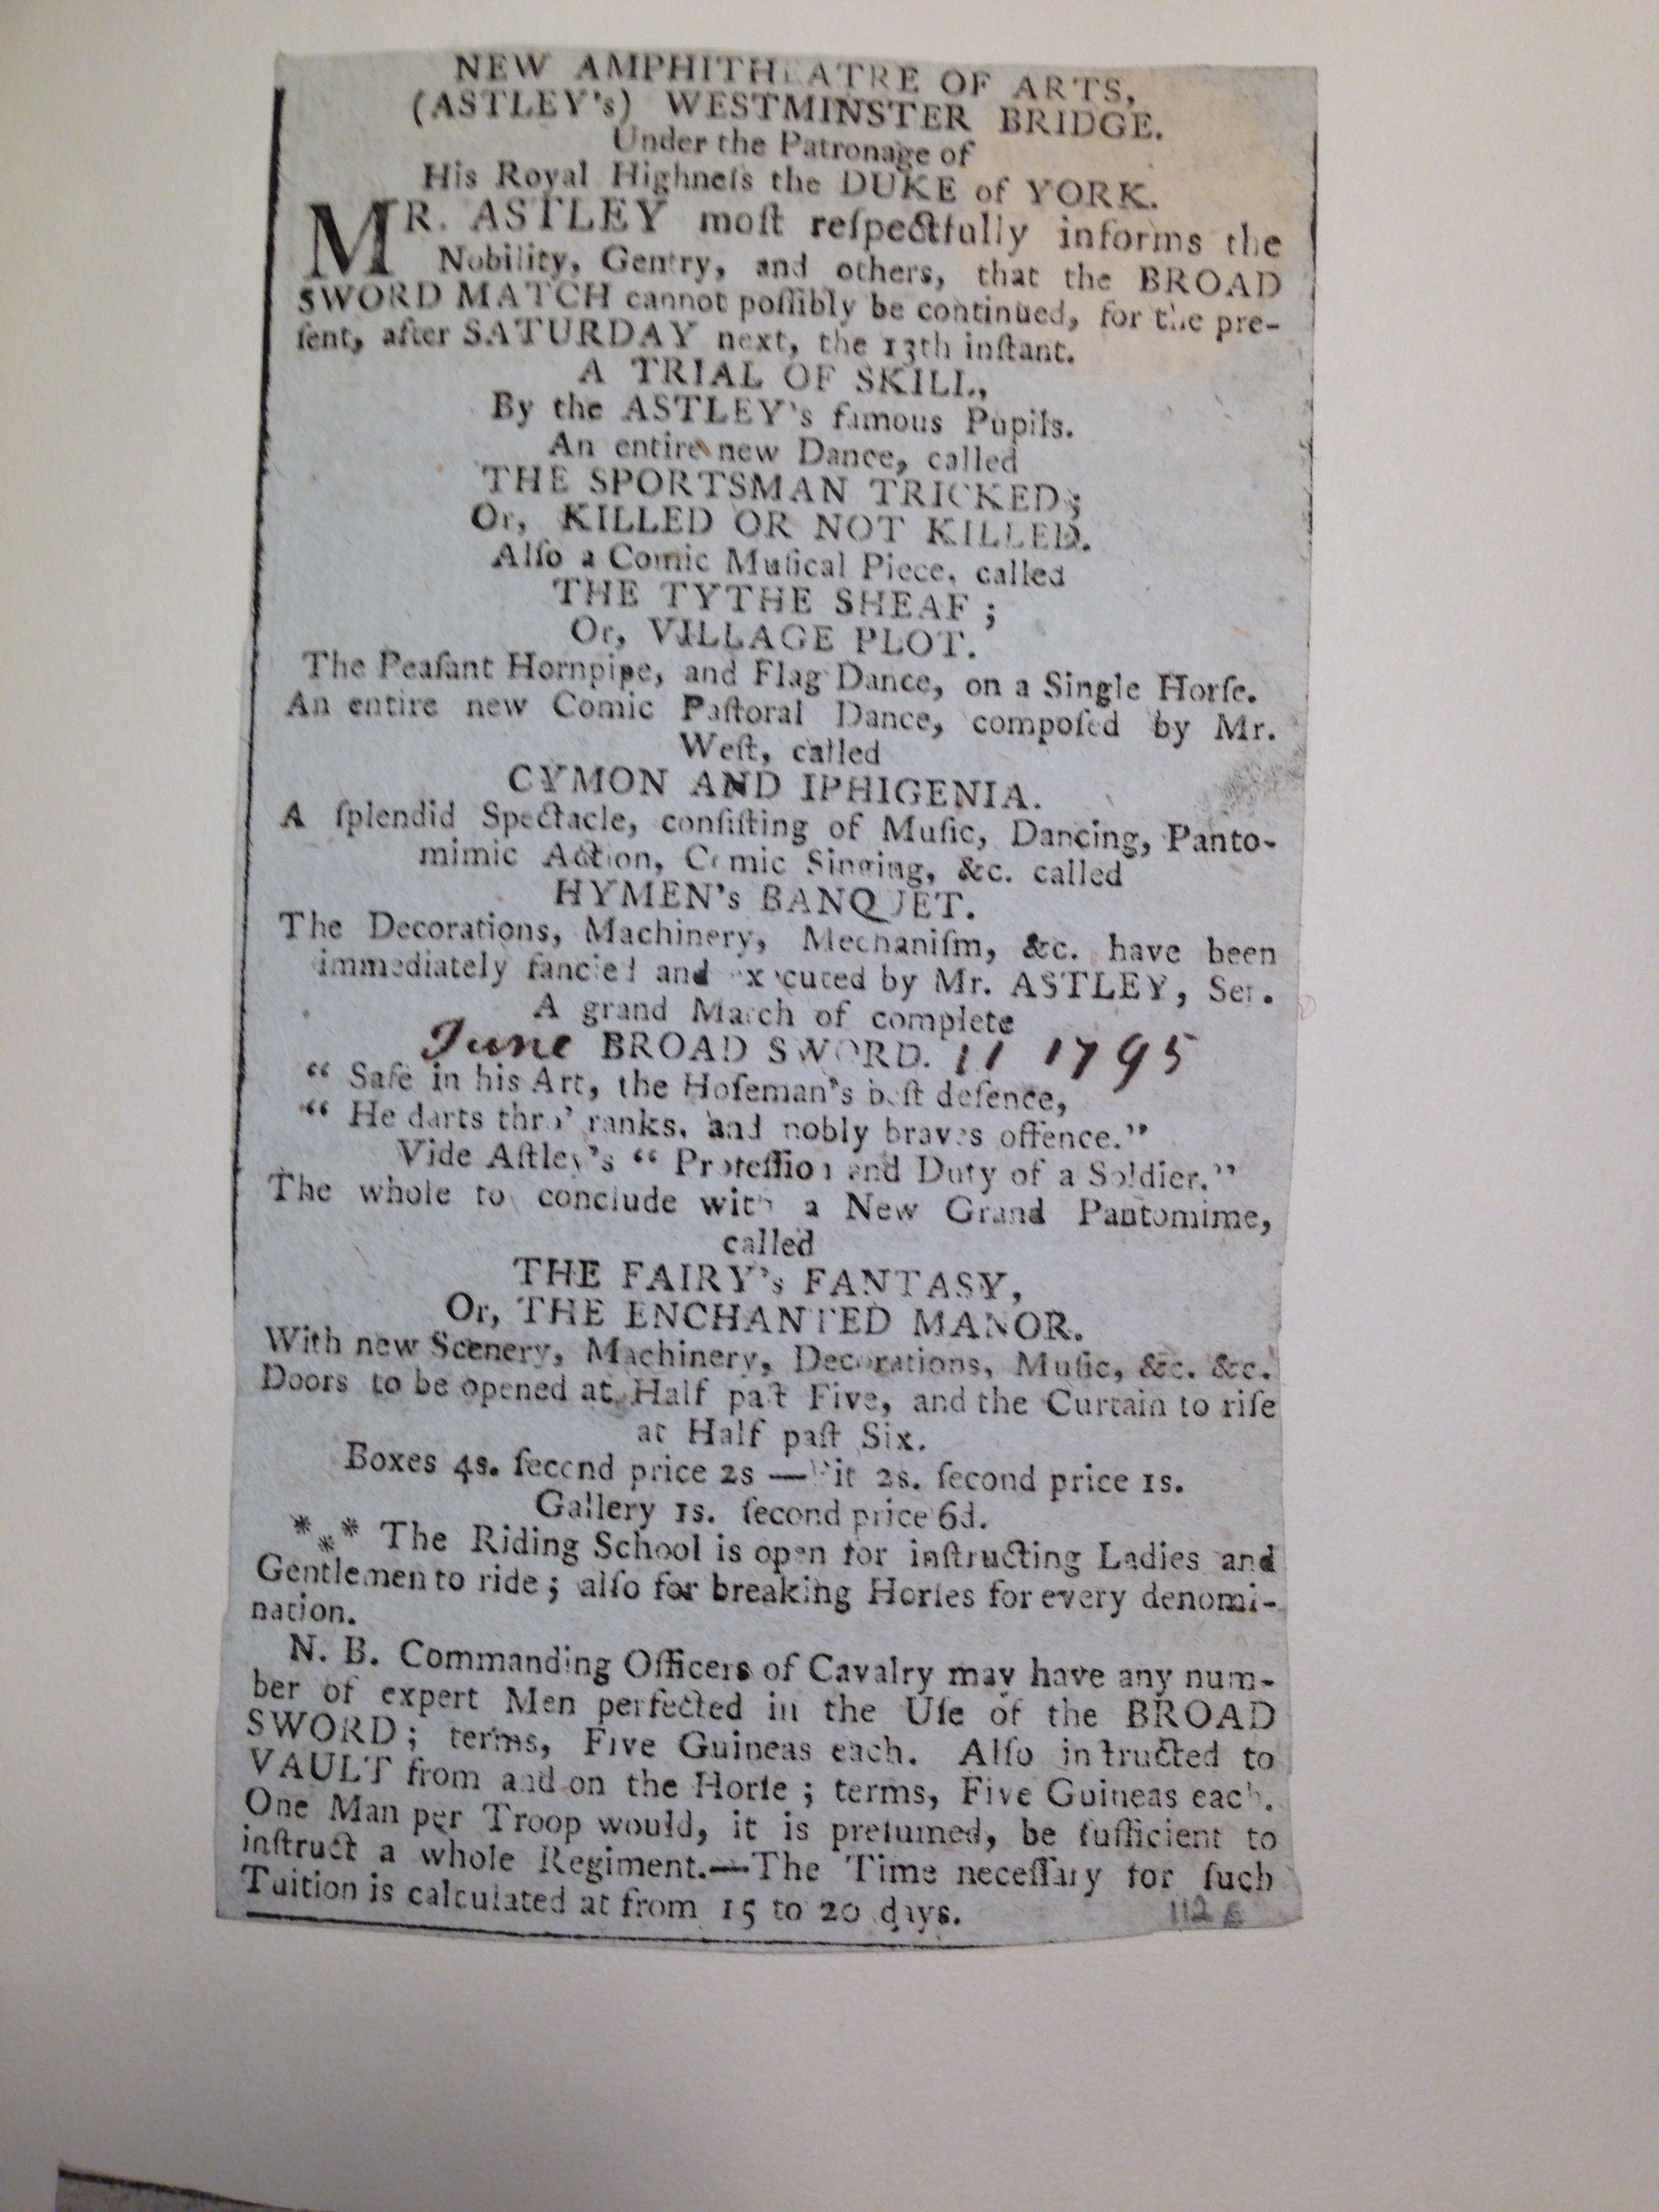 NEW AMPHITHEATRE OF ARTS,
(ASTLEY's) WESTMINSTER BRIDGE.
Under the Patronage of
His Royal Highneſs the DUKE of YORK.
MR. ASTLEY moſt reſpectfully informs the
Nobility, Gentry, and others, that the BROAD
SWORD MATCH cannot poſſibly be continued, for the pre-
ſent, after SATURDAY next, the 13th inſtant.
A TRIAL OF SKILL,
By the ASTLEY's famous Pupils.
An entire new Dance, called
THE SPORTSMAN TRICKED;
Or, KILLED OR NOT KILLED.
Alſo a Comic Muſical Piece, called
THE TYTHE SHEAF;
Or, VILLAGE PLOT.
The Peaſant Hornpipe, and Flag Dance, on a Single Horſe.
An entire new Comic Paſtoral Dance, compoſed by Mr.
Weſt, called
CYMON AND IPHIGENIA.
A ſplendid Spectacle, conſiſting of Muſic, Dancing, Panto-
mimic Action, Comic Singing, &c. called
HYMEN's BANQUET.
The Decorations, Machinery, Mechaniſm, &c. have been
immediately fancied and executed by Mr. ASTLEY, Sen.
A grand March of complete
June BROAD SWORD. 11 1795
“ Safe in his Art, the Hoſeman's beſt defence,
“ He darts thro' ranks, and nobly braves offence.”
Vide Aſtley's “ Profeſſion and Duty of a Soldier.”
The whole to conclude with a New Grand Pantomime,
called
THE FAIRY's FANTASY,
Or, THE ENCHANTED MANOR.
With new Scenery, Machinery, Decorations, Muſic, &c. &c.
Doors to be opened at Half paſt Five, and the Curtain to riſe
at Half paſt Six.
Boxes 4s. ſecond price 2s — Pit 2s. ſecond price 1s.
Gallery 1s. ſecond price 6d.
*⁎* The Riding School is open for inſtructing Ladies and
Gentlemen to ride; alſo for breaking Horſes for every denomi-
nation.
N. B. Commanding Officers of Cavalry may have any num-
ber of expert Men perfected in the Uſe of the BROAD
SWORD; terms, Five Guineas each. Alſo inſtructed to
VAULT from and on the Horſe; terms, Five Guineas each.
One Man per Troop would, it is preſumed, be ſufficient to
inſtruct a whole Regiment.—The Time neceſſary for ſuch
Tuition is calculated at from 15 to 20 days.
112